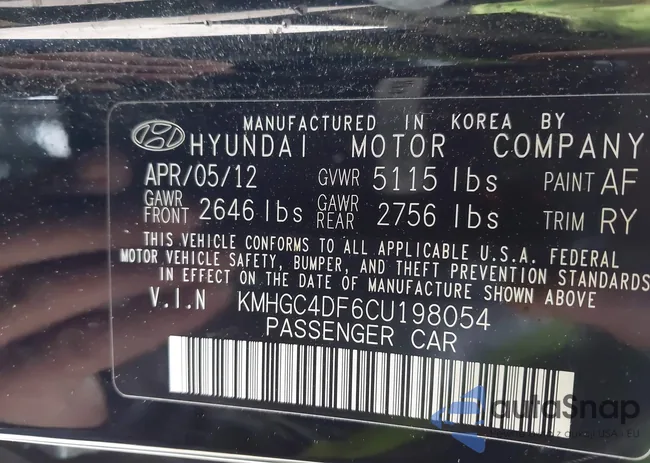 MANUFACTURED IN KOREA BY
HYUNDAI MOTOR COMPANY
APR/05/12 GVWR 5115 lbs PAINT AF
GAWR FRONT 2646 lbs GAWR REAR 2756 lbs TRIM RY
THIS VEHICLE CONFORMS TO ALL APPLICABLE U.S.A. FEDERAL
MOTOR VEHICLE SAFETY, BUMPER, AND THEFT PREVENTION STANDARDS
IN EFFECT ON THE DATE OF MANUFACTURE SHOWN ABOVE
V.I.N KMHGC4DF6CU198054
PASSENGER CAR
autoSnap